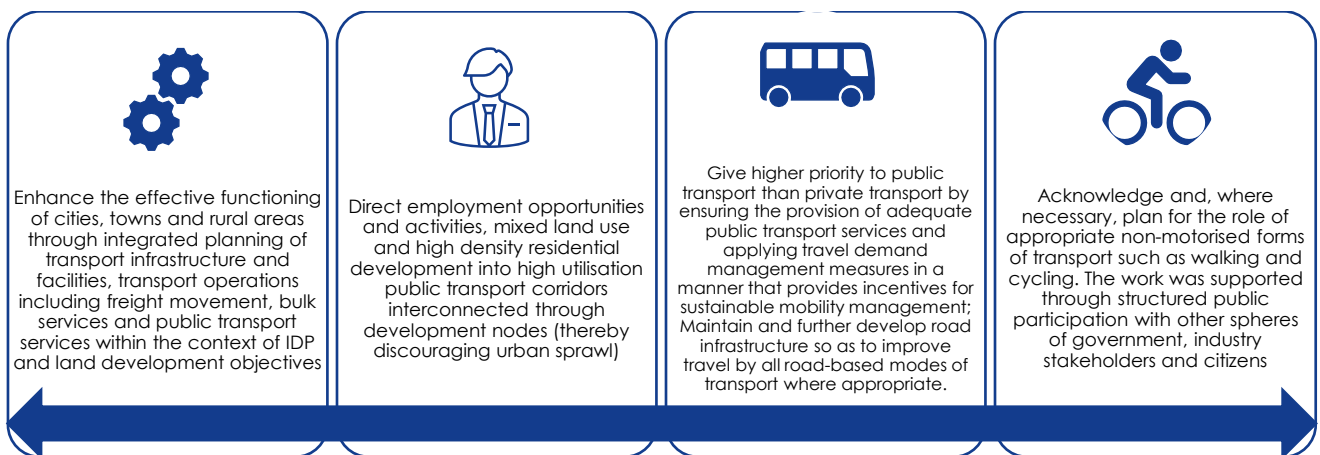 Enhance the effective functioning
of cities, towns and rural areas
through integrated planning of
transport infrastructure and
facilities, transport operations
including freight movement, bulk
services and public transport
services within the context of IDP
and land development objectives
Direct employment opportunities
and activities, mixed land use
and high density residential
development into high utilisation
public transport corridors
interconnected through
development nodes (thereby
discouraging urban sprawl)
Give higher priority to public
transport than private transport by
ensuring the provision of adequate
public transport services and
applying travel demand
management measures in a
manner that provides incentives for
sustainable mobility management;
Maintain and further develop road
infrastructure so as to improve
travel by all road-based modes of
transport where appropriate.
Acknowledge and, where
necessary, plan for the role of
appropriate non-motorised forms
of transport such as walking and
cycling. The work was supported
through structured public
participation with other spheres
of government, industry
stakeholders and citizens